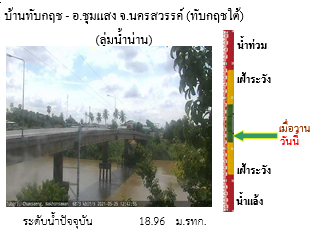 บ้านทับกฤช - อ.ชุมแสง จ.นครสวรรค์ (ทับกฤชใต้)
(ลุ่มน้ำน่าน)
น้ำท่วม
เฝ้าระวัง
เมื่อวาน
วันนี้
เฝ้าระวัง
น้ำแล้ง
ระดับน้ำปัจจุบัน 18.96 ม.รทก.